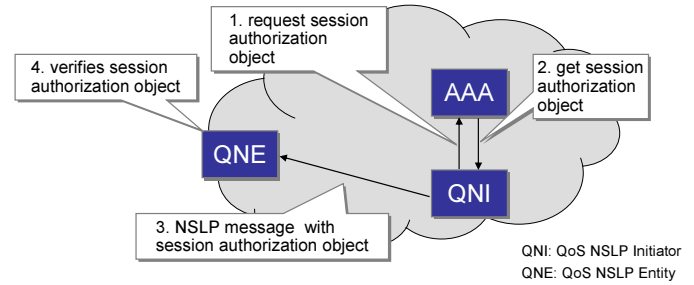 1. request session
authorization
object
4. verifies session
authorization object
2. get session
authorization
object
AAA
QNE
QNI
3. NSLP message with
session authorization object
QNI: QoS NSLP Initiator
QNE: QoS NSLP Entity